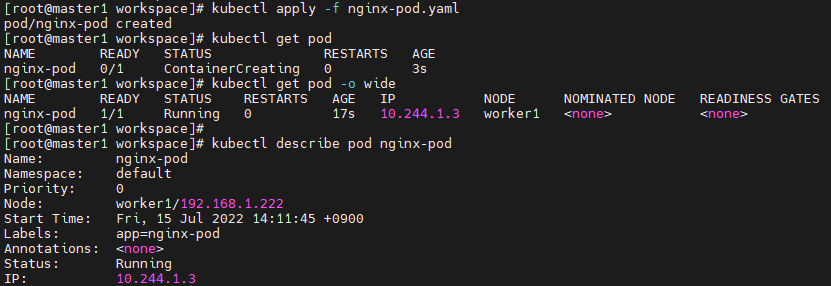 [root@master1 workspace]# kubectl apply -f nginx-pod.yaml
pod/nginx-pod created
[root@master1 workspace]# kubectl get pod
NAME        READY   STATUS              RESTARTS   AGE
nginx-pod   0/1     ContainerCreating   0          3s
[root@master1 workspace]# kubectl get pod -o wide
NAME        READY   STATUS    RESTARTS   AGE   IP           NODE      NOMINATED NODE   READINESS GATES
nginx-pod   1/1     Running   0          17s   10.244.1.3   worker1   <none>           <none>
[root@master1 workspace]#
[root@master1 workspace]# kubectl describe pod nginx-pod
Name:         nginx-pod
Namespace:    default
Priority:     0
Node:         worker1/192.168.1.222
Start Time:   Fri, 15 Jul 2022 14:11:45 +0900
Labels:       app=nginx-pod
Annotations:  <none>
Status:       Running
IP:           10.244.1.3